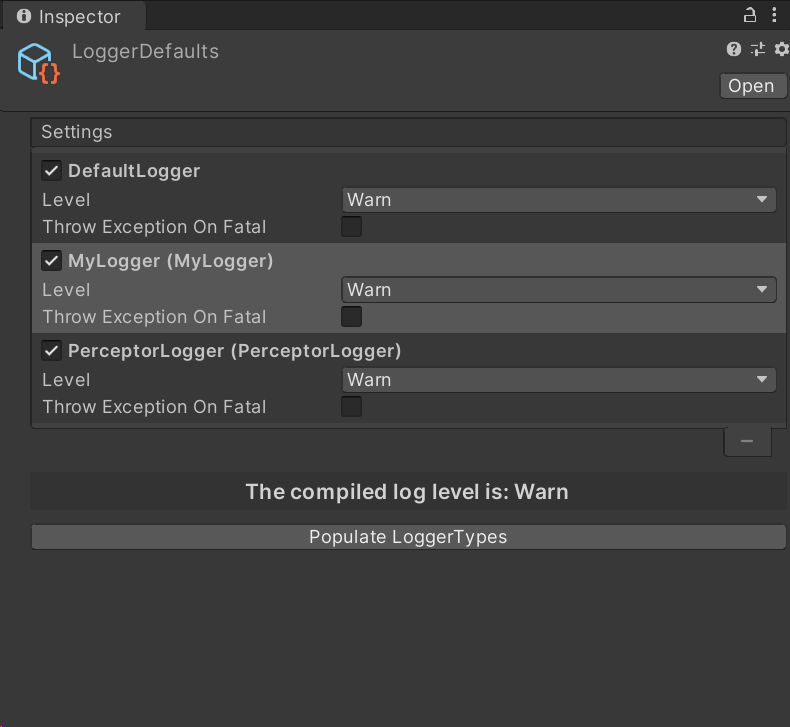 Inspector
LoggerDefaults
Open
Settings
DefaultLogger
Level Warn
Throw Exception On Fatal
MyLogger (MyLogger)
Level Warn
Throw Exception On Fatal
PerceptorLogger (PerceptorLogger)
Level Warn
Throw Exception On Fatal
The compiled log level is: Warn
Populate LoggerTypes